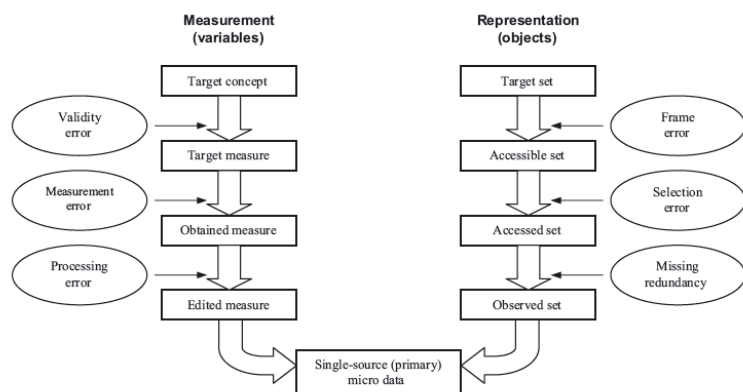 Measurement
(variables)
Representation
(objects)
Target concept
Target set
Validity
error
Frame
error
Target measure
Accessible set
Measurement
error
Selection
error
Obtained measure
Accessed set
Processing
error
Missing
redundancy
Edited measure
Observed set
Single-source (primary)
micro data